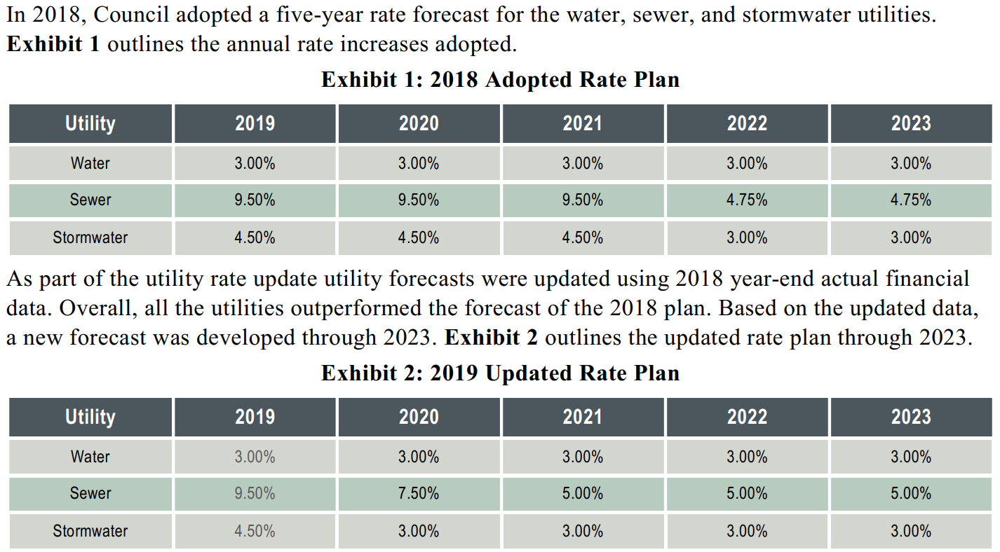 In 2018, Council adopted a five-year rate forecast for the water, sewer, and stormwater utilities.
Exhibit 1 outlines the annual rate increases adopted.
Exhibit 1: 2018 Adopted Rate Plan
Utility 2019 2020 2021 2022 2023
Water 3.00% 3.00% 3.00% 3.00% 3.00%
Sewer 9.50% 9.50% 9.50% 4.75% 4.75%
Stormwater 4.50% 4.50% 4.50% 3.00% 3.00%
As part of the utility rate update utility forecasts were updated using 2018 year-end actual financial
data. Overall, all the utilities outperformed the forecast of the 2018 plan. Based on the updated data,
a new forecast was developed through 2023. Exhibit 2 outlines the updated rate plan through 2023.
Exhibit 2: 2019 Updated Rate Plan
Utility 2019 2020 2021 2022 2023
Water 3.00% 3.00% 3.00% 3.00% 3.00%
Sewer 9.50% 7.50% 5.00% 5.00% 5.00%
Stormwater 4.50% 3.00% 3.00% 3.00% 3.00%